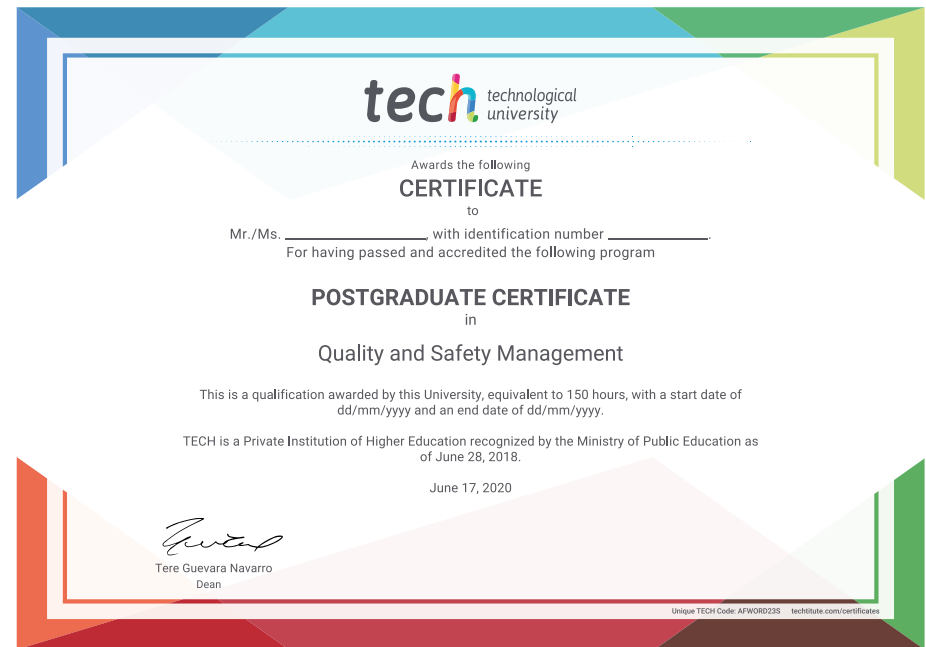 tech technological
university
Awards the following
CERTIFICATE
to
Mr./Ms. ____________________, with identification number ______________.
For having passed and accredited the following program
POSTGRADUATE CERTIFICATE
in
Quality and Safety Management
This is a qualification awarded by this University, equivalent to 150 hours, with a start date of
dd/mm/yyyy and an end date of dd/mm/yyyy.
TECH is a Private Institution of Higher Education recognized by the Ministry of Public Education as
of June 28, 2018.
June 17, 2020
Tere Guevara Navarro
Dean
Unique TECH Code: AFWORD23S techtitute.com/certificates